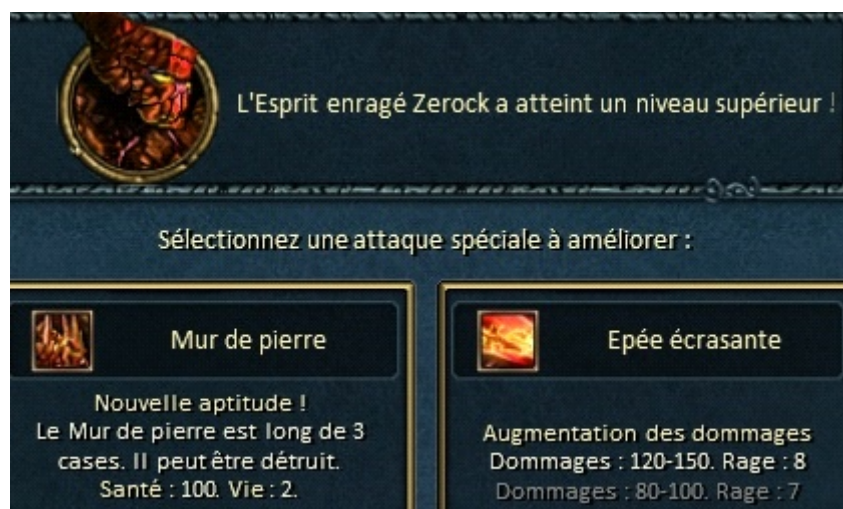 L'Esprit enragé Zerock a atteint un niveau supérieur !
Sélectionnez une attaque spéciale à améliorer :
Mur de pierre
Nouvelle aptitude !
Le Mur de pierre est long de 3
cases. Il peut être détruit.
Santé : 100. Vie : 2.
Epée écrasante
Augmentation des dommages
Dommages : 120-150. Rage : 8
Dommages : 80-100. Rage : 7